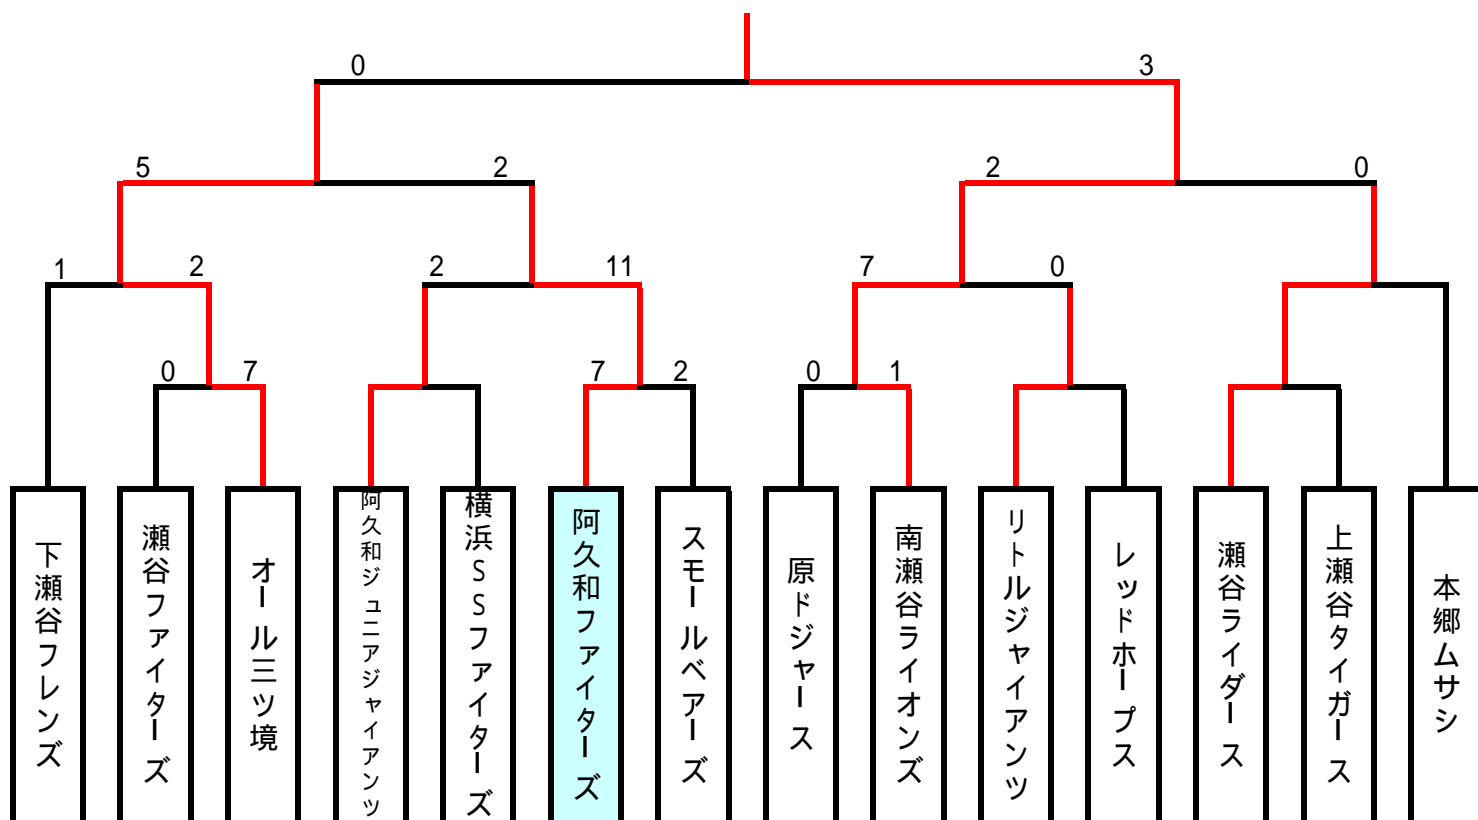 0 3
5 2 2 0
1 2 2 11 7 0
0 7 7 2 0 1
下瀬谷フレンズ
瀬谷ファイターズ
オール三ツ境
阿久和ジュニアジャイアンツ
横浜SSファイターズ
阿久和ファイターズ
スモールベアーズ
原ドジャース
南瀬谷ライオンズ
リトルジャイアンツ
レッドホープス
瀬谷ライダース
上瀬谷タイガース
本郷ムサシ